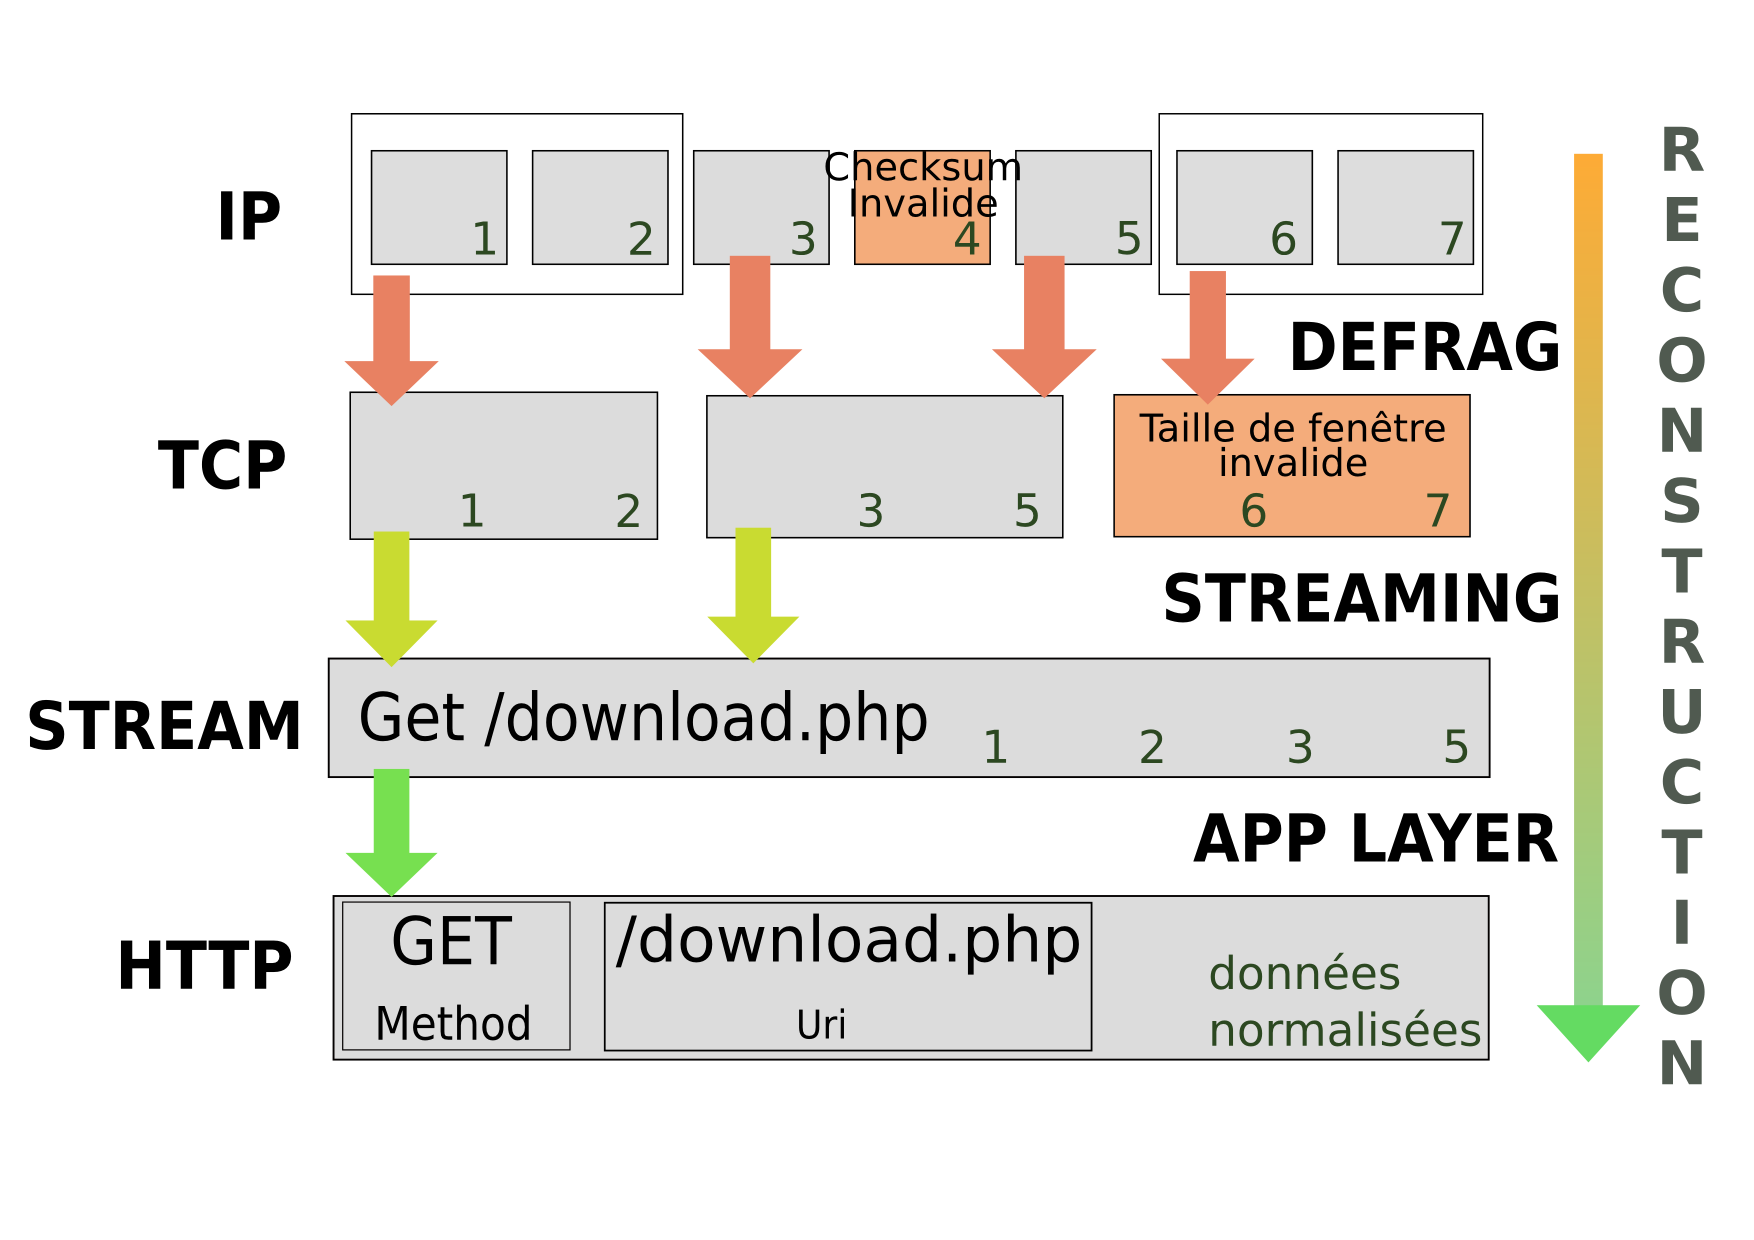 IP
Checksum
Invalide
1 2 3 4 5 6 7
DEFRAG
TCP
Taille de fenêtre
invalide
1 2 3 5 6 7
STREAMING
STREAM
Get /download.php 1 2 3 5
APP LAYER
HTTP
GET
Method
/download.php
Uri
données
normalisées
R
E
C
O
N
S
T
R
U
C
T
I
O
N